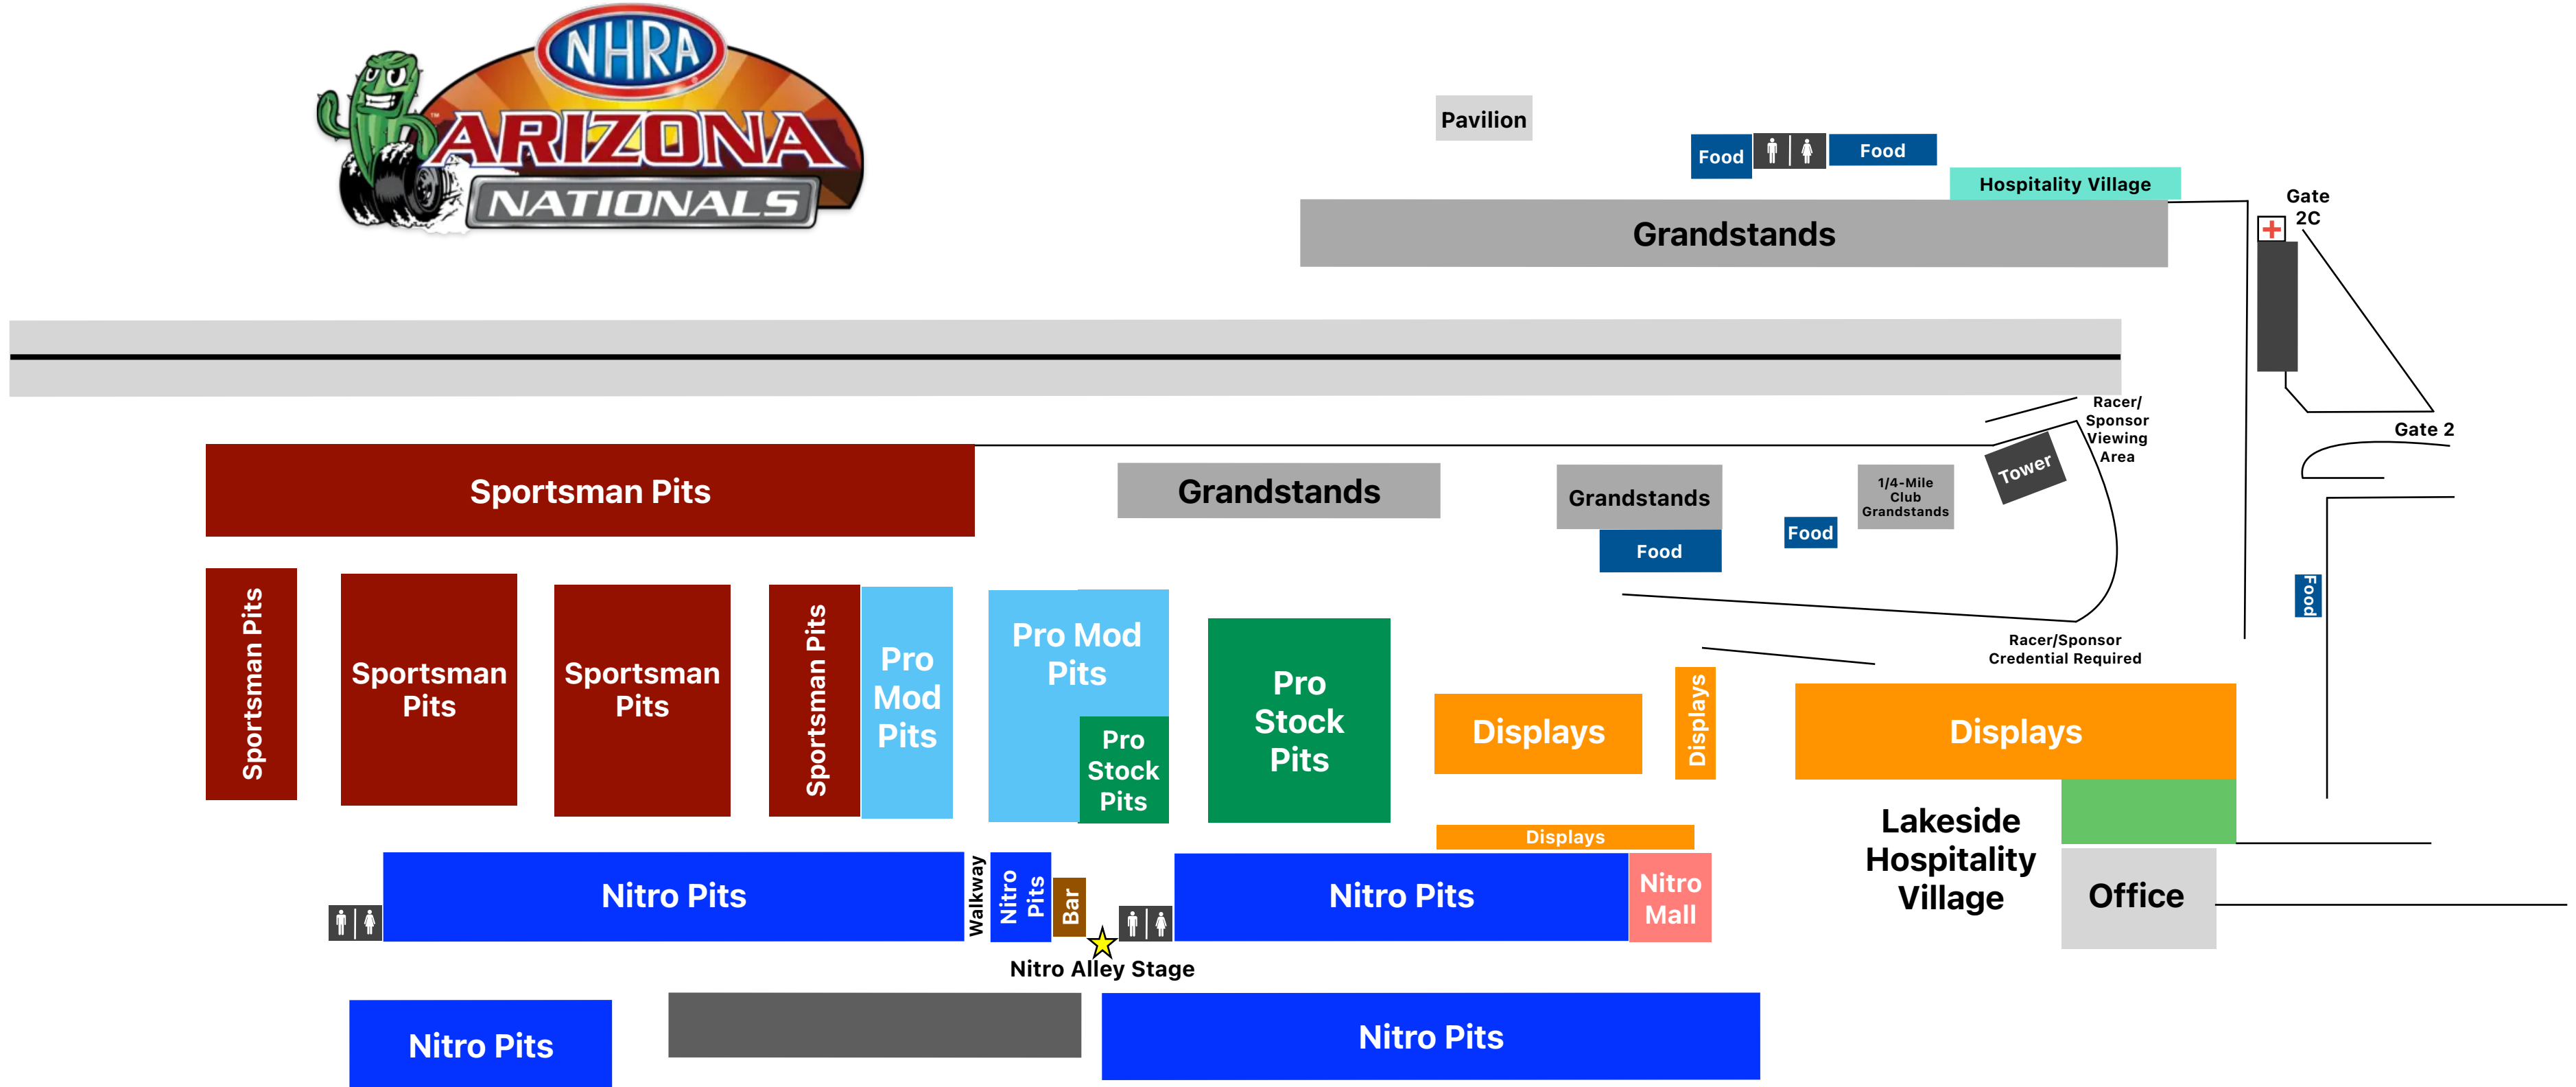 NHRA
ARIZONA
™
NATIONALS
Pavilion
Food
Food
Hospitality Village
Gate
2C
Grandstands
Racer/
Sponsor
Viewing
Area
Gate 2
Tower
Sportsman Pits
Grandstands
Grandstands
1/4-Mile
Club
Grandstands
Food
Food
Food
Sportsman Pits
Sportsman
Pits
Sportsman
Pits
Sportsman Pits
Pro
Mod
Pits
Pro Mod
Pits
Pro
Stock
Pits
Pro
Stock
Pits
Racer/Sponsor
Credential Required
Displays
Displays
Displays
Displays
Lakeside
Hospitality
Village
Nitro Pits
Walkway
Nitro
Pits
Bar
Nitro Pits
Nitro
Mall
Office
Nitro Alley Stage
Nitro Pits
Nitro Pits